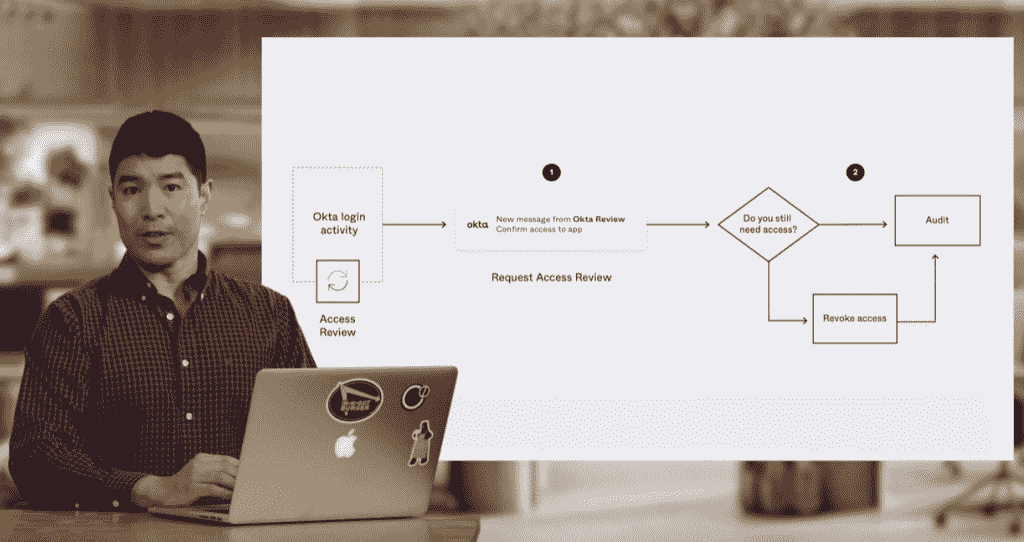 1
2
Okta login
activity
okta
New message from Okta Review
Confirm access to app
Do you still
need access?
Audit
Request Access Review
Access
Review
Revoke access